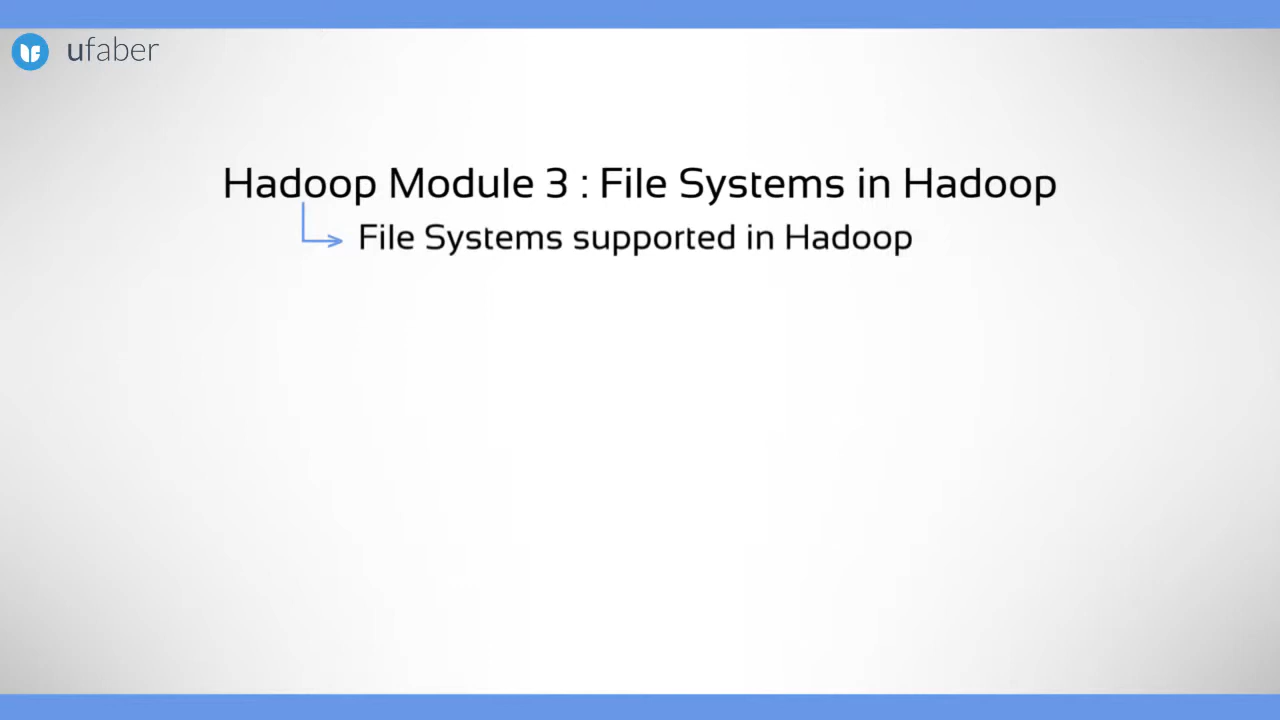 ufaber
Hadoop Module 3 : File Systems in Hadoop
File Systems supported in Hadoop